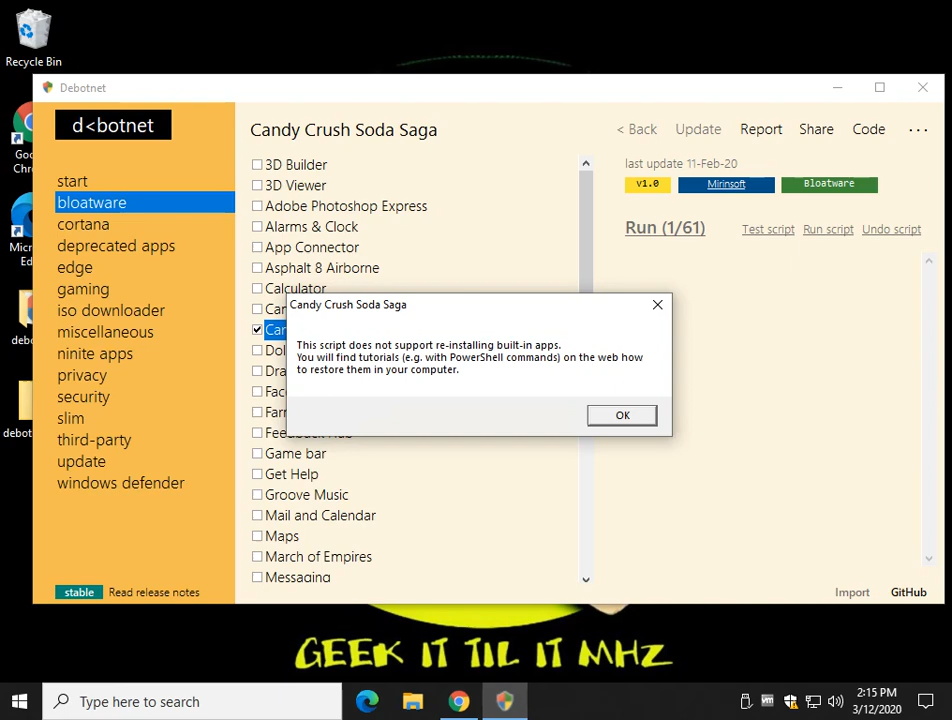 Recycle Bin
Debotnet
d<botnet
Candy Crush Soda Saga
< Back
Update
Report
Share
Code
...
last update 11-Feb-20
v1.0
Mirinsoft
Bloatware
Run (1/61)
Test script
Run script
Undo script
start
bloatware
cortana
deprecated apps
edge
gaming
iso downloader
miscellaneous
ninite apps
privacy
security
slim
third-party
update
windows defender
3D Builder
3D Viewer
Adobe Photoshop Express
Alarms & Clock
App Connector
Asphalt 8 Airborne
Calculator
Can
Dol
Dra
Fac
Farr
Feedback Hub
Game bar
Get Help
Groove Music
Mail and Calendar
Maps
March of Empires
Messaging
Candy Crush Soda Saga
This script does not support re-installing built-in apps.
You will find tutorials (e.g. with PowerShell commands) on the web how
to restore them in your computer.
OK
stable
Read release notes
Import
GitHub
GEEK IT TIL IT MHZ
Type here to search
2:15 PM
3/12/2020